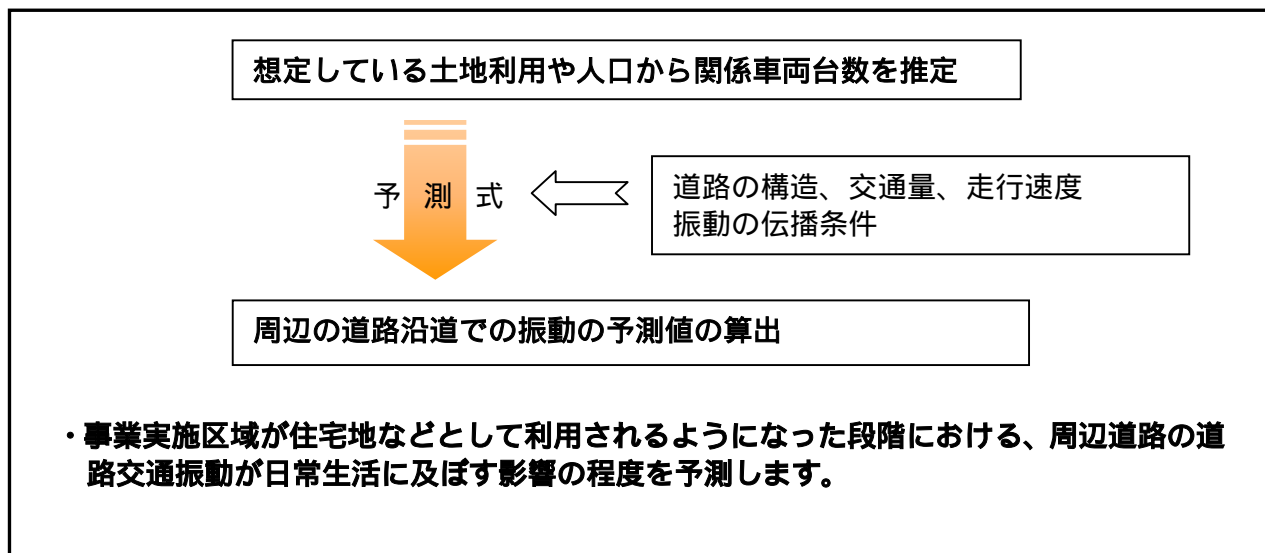 想定している土地利用や人口から関係車両台数を推定
予 測 式
道路の構造、交通量、走行速度
振動の伝播条件
周辺の道路沿道での振動の予測値の算出
・事業実施区域が住宅地などとして利用されるようになった段階における、周辺道路の道
路交通振動が日常生活に及ぼす影響の程度を予測します。